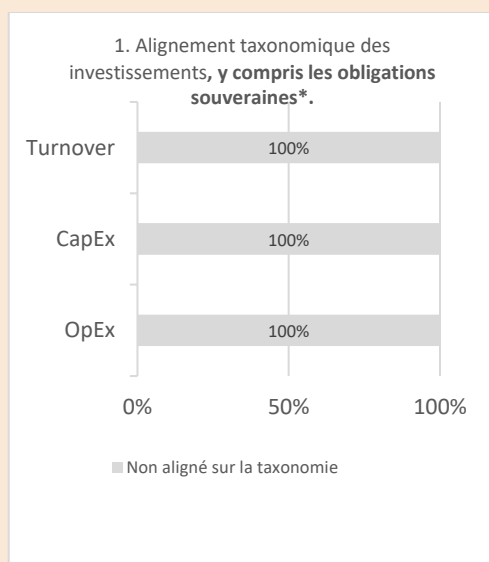 1. Alignement taxonomique des
investissements, y compris les obligations
souveraines*.
Turnover
100%
CapEx
100%
OpEx
100%
0%
50%
100%
Non aligné sur la taxonomie